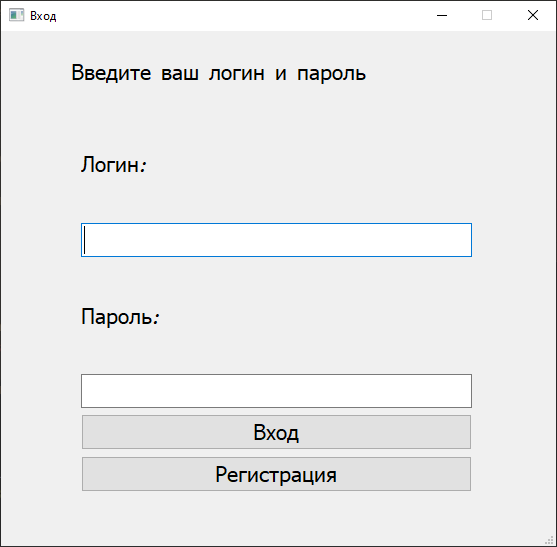 Вход
Введите ваш логин и пароль
Логин:
Пароль:
Вход
Регистрация